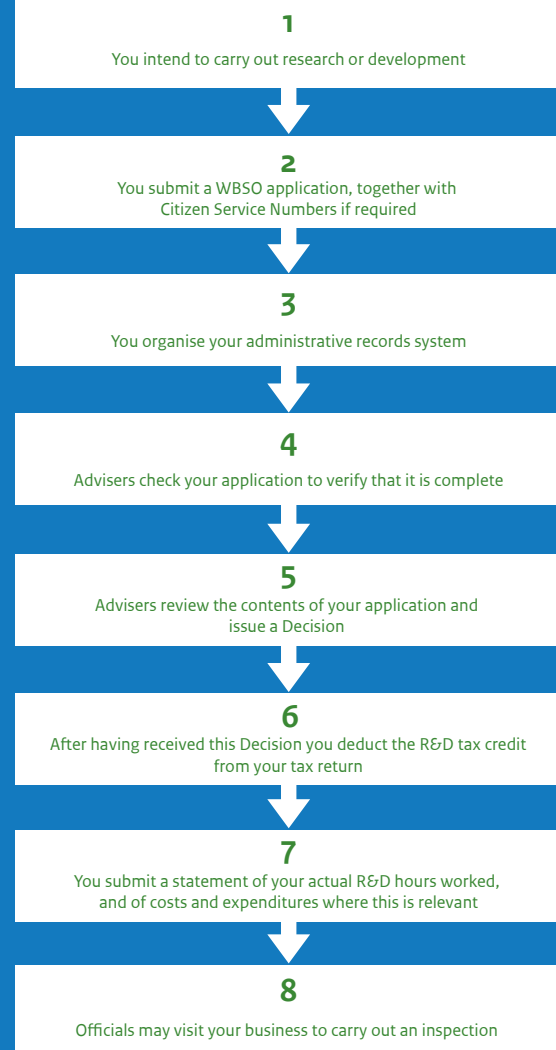 1
You intend to carry out research or development
2
You submit a WBSO application, together with
Citizen Service Numbers if required
3
You organise your administrative records system
4
Advisers check your application to verify that it is complete
5
Advisers review the contents of your application and
issue a Decision
6
After having received this Decision you deduct the R&D tax credit
from your tax return
7
You submit a statement of your actual R&D hours worked,
and of costs and expenditures where this is relevant
8
Officials may visit your business to carry out an inspection